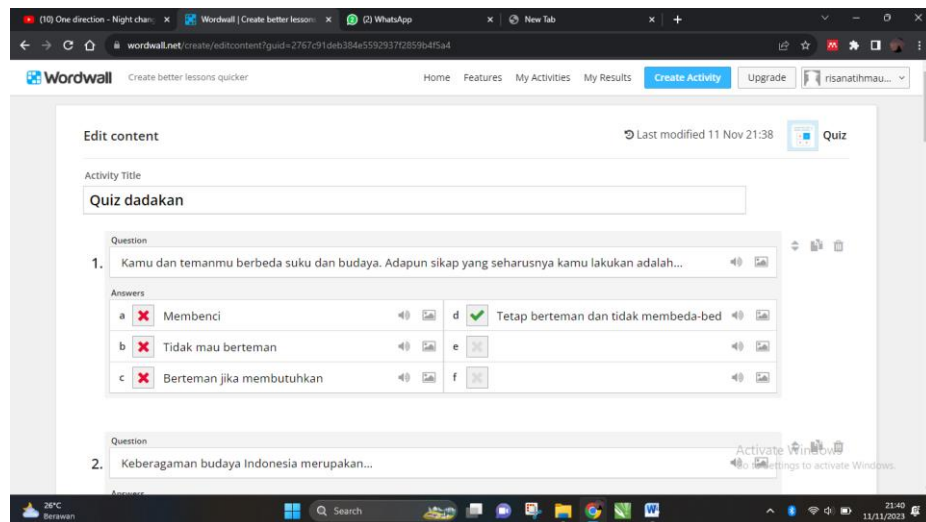 (10) One direction - Night chang
Wordwall | Create better lesson
(2) WhatsApp
New Tab
wordwall.net/create/editcontent?guid=2767c91deb384e5592937f2859b4f5a4
Wordwall Create better lessons quicker Home Features My Activities My Results Create Activity Upgrade risanatihmau...
Edit content Last modified 11 Nov 21:38 Quiz
Activity Title
Quiz dadakan
Question
1. Kamu dan temanmu berbeda suku dan budaya. Adapun sikap yang seharusnya kamu lakukan adalah...
Answers
a Membenci d Tetap berteman dan tidak membeda-bed
b Tidak mau berteman e
c Berteman jika membutuhkan f
Question
2. Keberagaman budaya Indonesia merupakan...
Answers
Activate Windows
Go to Settings to activate Windows.
26°C
Berawan
Search
21:40
11/11/2023